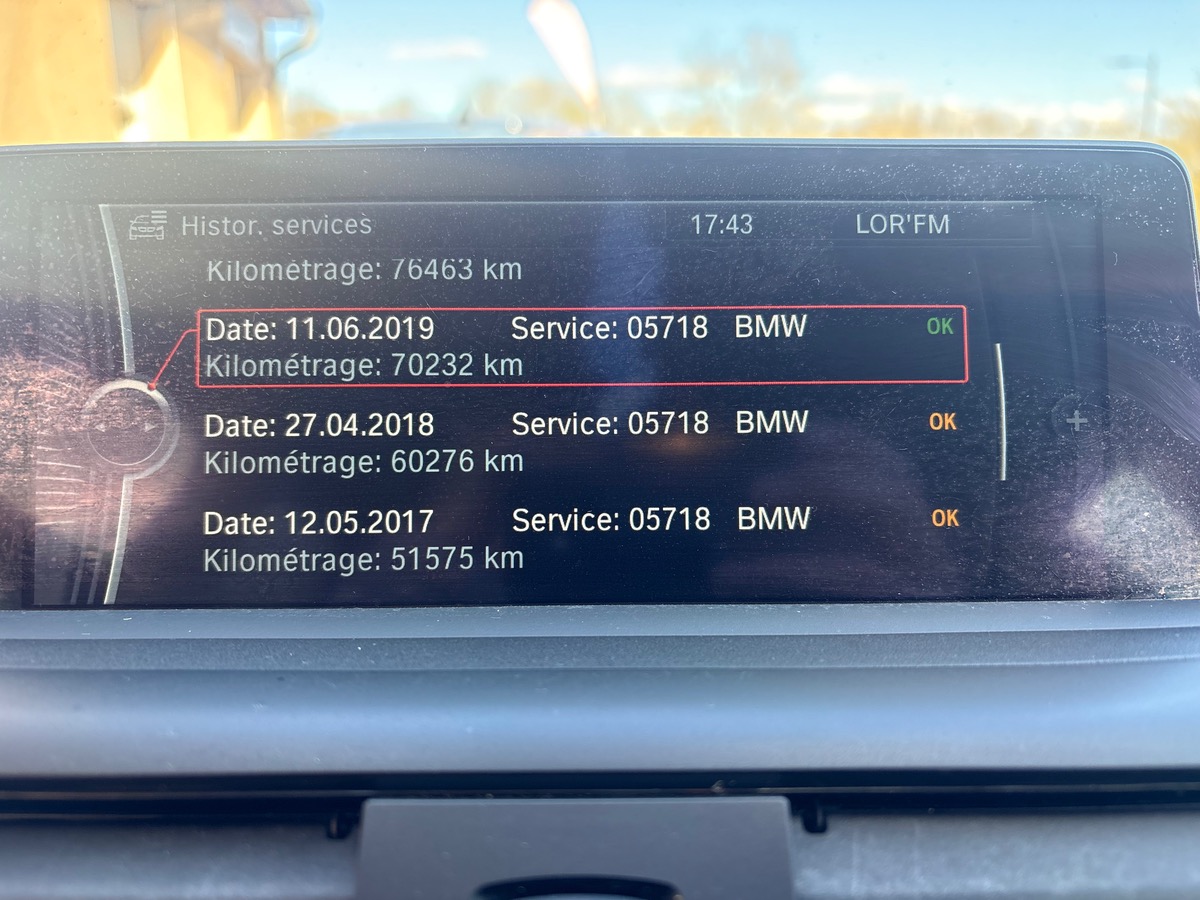 Histor. services 17:43 LOR'FM
Kilométrage: 76463 km
Date: 11.06.2019 Service: 05718 BMW OK
Kilométrage: 70232 km
Date: 27.04.2018 Service: 05718 BMW OK
Kilométrage: 60276 km
Date: 12.05.2017 Service: 05718 BMW OK
Kilométrage: 51575 km